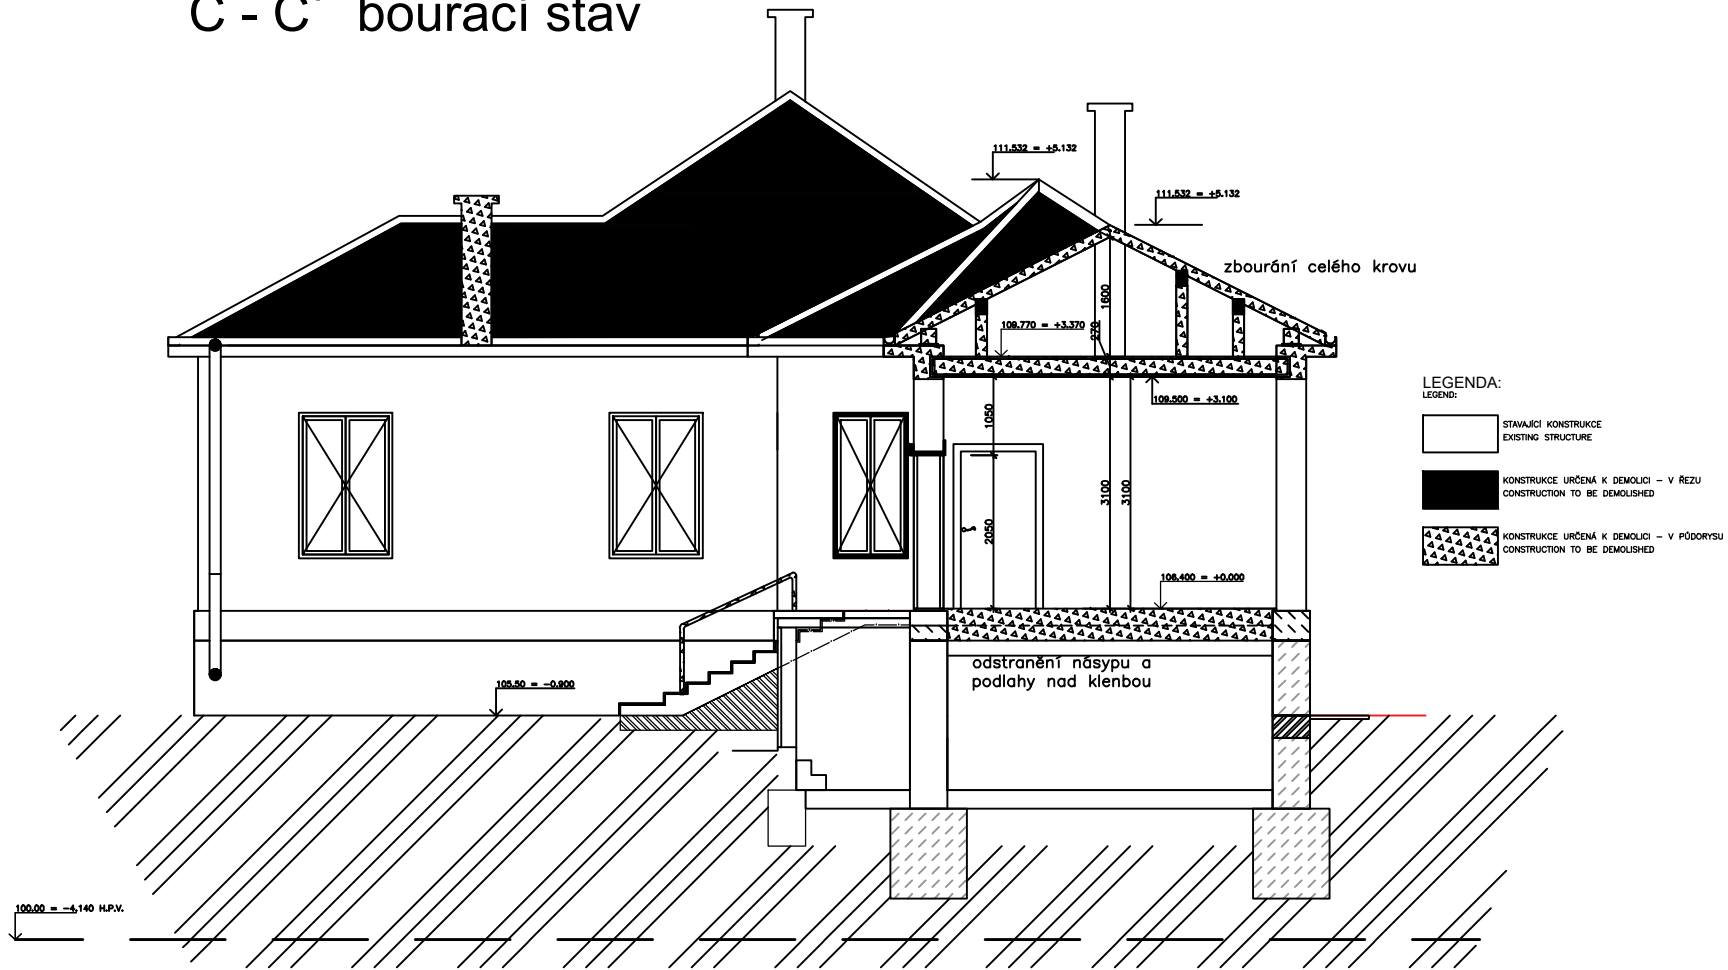 C - C' bourací stav
111.532 = +5.132
111.532 = +5.132
zbourání celého krovu
1600
109.770 = +3.370
270
109.500 = +3.100
1050
3100
3100
2050
106.400 = +0.000
odstranění násypu a
podlahy nad klenbou
105.50 = -0.900
100.00 = -4,140 H.P.V.
LEGENDA:
LEGEND:
STAVAJÍCÍ KONSTRUKCE
EXISTING STRUCTURE
KONSTRUKCE URČENÁ K DEMOLICI – V ŘEZU
CONSTRUCTION TO BE DEMOLISHED
KONSTRUKCE URČENÁ K DEMOLICI – V PŮDORYSU
CONSTRUCTION TO BE DEMOLISHED